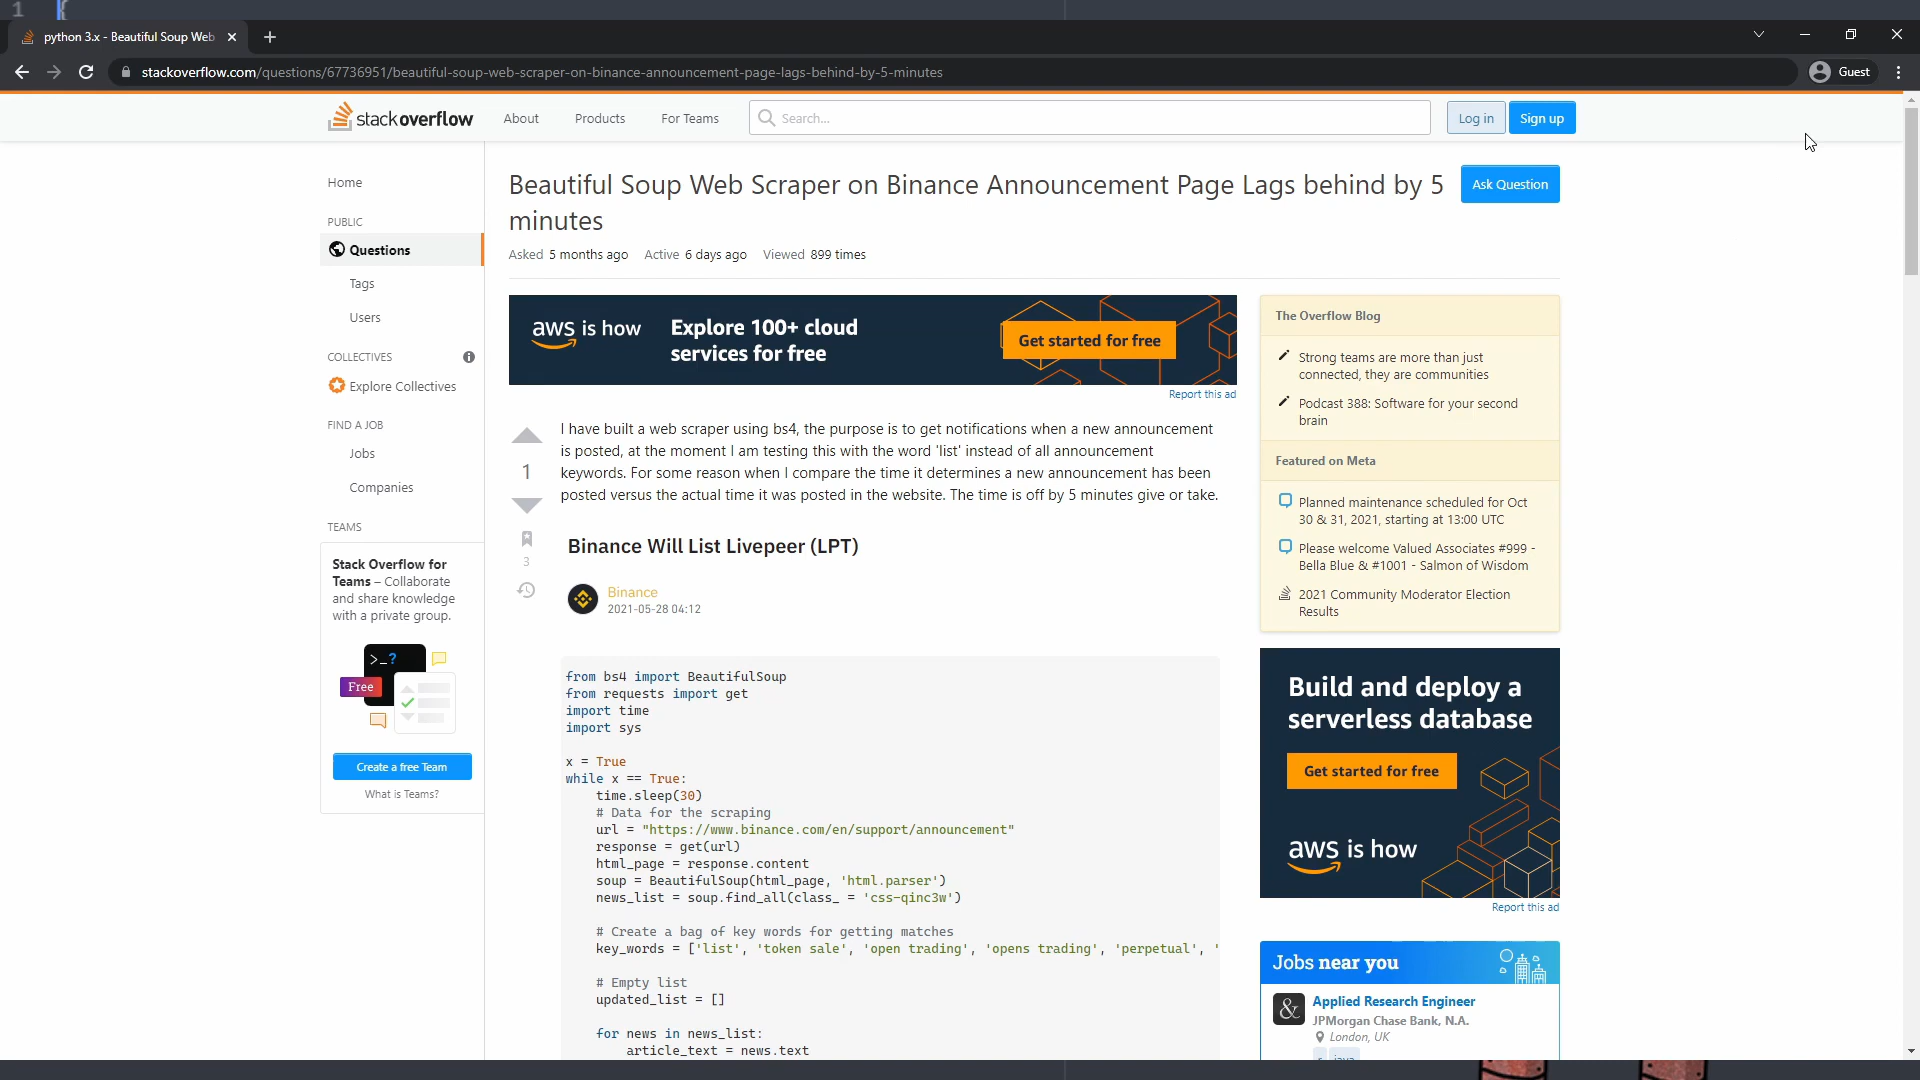 1 {
python 3.x - Beautiful Soup Web
stackoverflow.com/questions/67736951/beautiful-soup-web-scraper-on-binance-announcement-page-lags-behind-by-5-minutes
Guest
stackoverflow
About
Products
For Teams
Search...
Log in
Sign up
Home
PUBLIC
Questions
Tags
Users
COLLECTIVES
Explore Collectives
FIND A JOB
Jobs
Companies
TEAMS
Stack Overflow for
Teams – Collaborate
and share knowledge
with a private group.
>_?
Free
Create a free Team
What is Teams?
Beautiful Soup Web Scraper on Binance Announcement Page Lags behind by 5
minutes
Ask Question
Asked 5 months ago Active 6 days ago Viewed 899 times
aws is how
Explore 100+ cloud
services for free
Get started for free
Report this ad
1
3
I have built a web scraper using bs4, the purpose is to get notifications when a new announcement
is posted, at the moment I am testing this with the word 'list' instead of all announcement
keywords. For some reason when I compare the time it determines a new announcement has been
posted versus the actual time it was posted in the website. The time is off by 5 minutes give or take.
Binance Will List Livepeer (LPT)
Binance
2021-05-28 04:12
from bs4 import BeautifulSoup
from requests import get
import time
import sys
x = True
while x == True:
time.sleep(30)
# Data for the scraping
url = "https://www.binance.com/en/support/announcement"
response = get(url)
html_page = response.content
soup = BeautifulSoup(html_page, 'html.parser')
news_list = soup.find_all(class_ = 'css-qinc3w')
# Create a bag of key words for getting matches
key_words = ['list', 'token sale', 'open trading', 'opens trading', 'perpetual', '
# Empty list
updated_list = []
for news in news_list:
article_text = news.text
The Overflow Blog
Strong teams are more than just
connected, they are communities
Podcast 388: Software for your second
brain
Featured on Meta
Planned maintenance scheduled for Oct
30 & 31, 2021, starting at 13:00 UTC
Please welcome Valued Associates #999 -
Bella Blue & #1001 - Salmon of Wisdom
2021 Community Moderator Election
Results
Build and deploy a
serverless database
Get started for free
aws is how
Report this ad
Jobs near you
&
Applied Research Engineer
JPMorgan Chase Bank, N.A.
London, UK